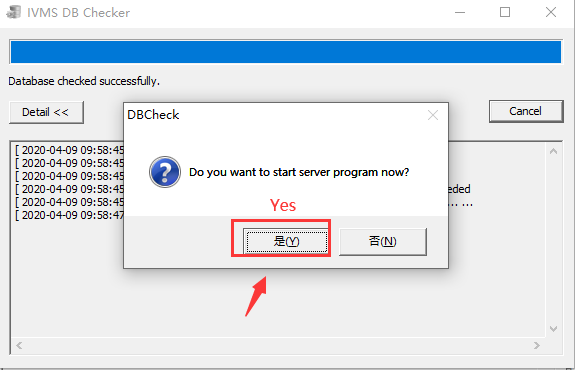 IVMS DB Checker
Database checked successfully.
Detail <<
Cancel
DBCheck
Do you want to start server program now?
Yes
是(Y)
否(N)
[ 2020-04-09 09:58:45
[ 2020-04-09 09:58:45
[ 2020-04-09 09:58:45
[ 2020-04-09 09:58:45 eded
[ 2020-04-09 09:58:45 ... ...
[ 2020-04-09 09:58:47